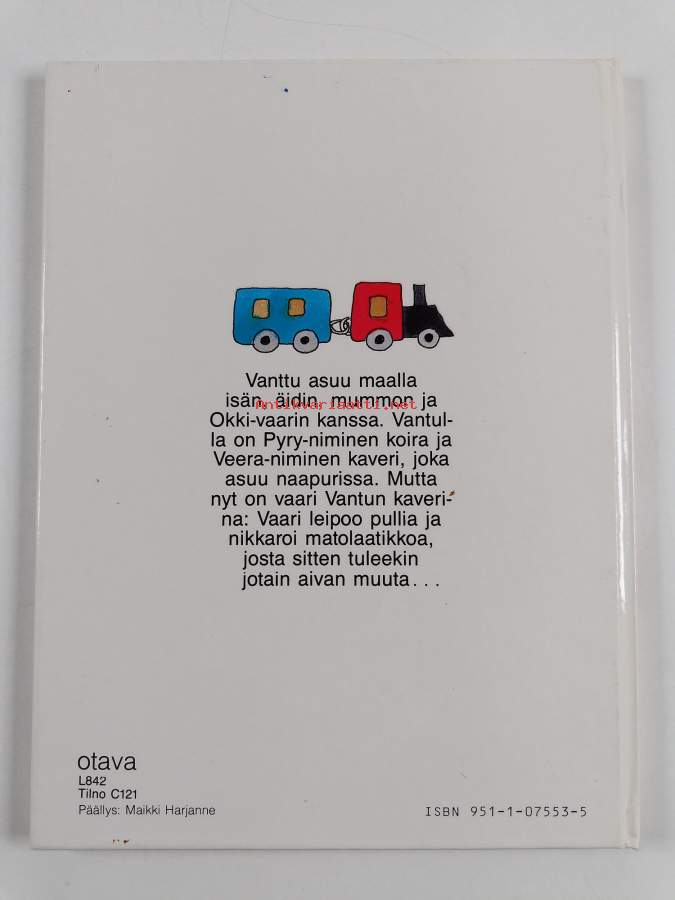 Vanttu asuu maalla
isän, äidin, mummon ja
Antikvariaatti.net
Okki-vaarin kanssa. Vantul-
la on Pyry-niminen koira ja
Veera-niminen kaveri, joka
asuu naapurissa. Mutta
nyt on vaari Vantun kaveri-
na: Vaari leipoo pullia ja
nikkaroi matolaatikkoa,
josta sitten tuleekin
jotain aivan muuta...
otava
L842
Tilno C121
Päällys: Maikki Harjanne
ISBN 951-1-07553-5